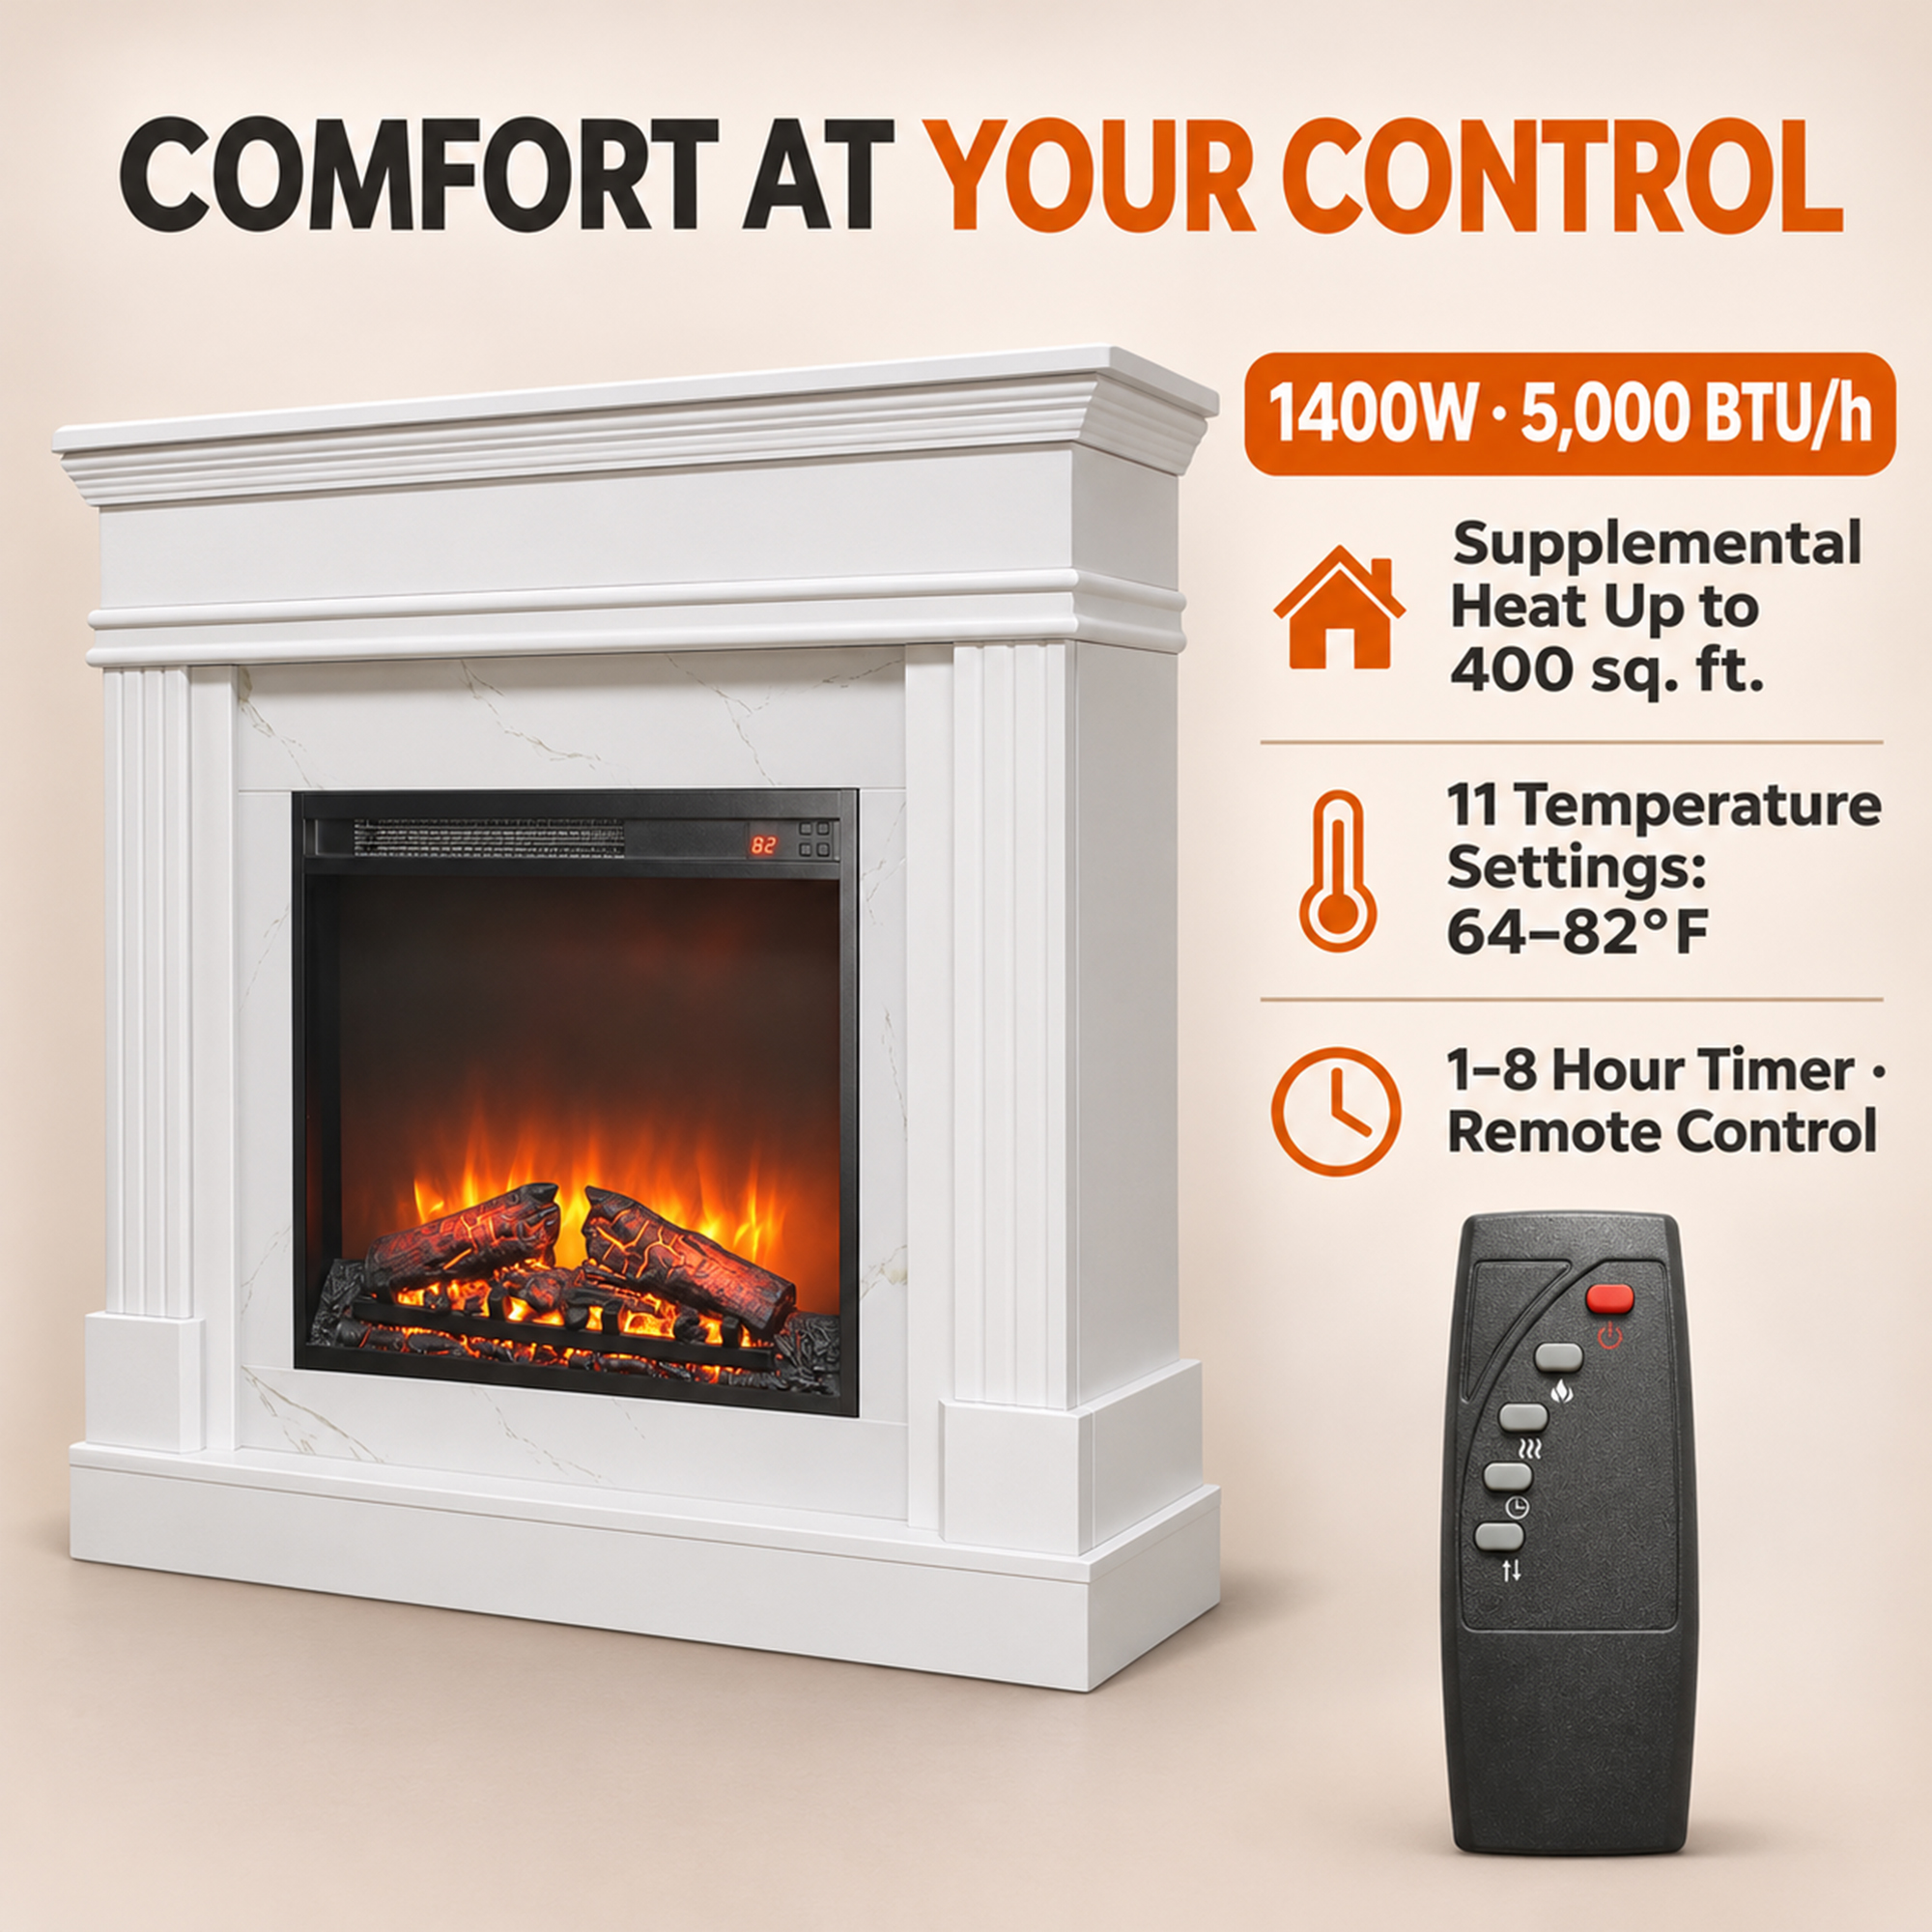 COMFORT AT YOUR CONTROL
1400W · 5,000 BTU/h
Supplemental
Heat Up to
400 sq. ft.
11 Temperature
Settings:
64–82°F
1–8 Hour Timer ·
Remote Control
82